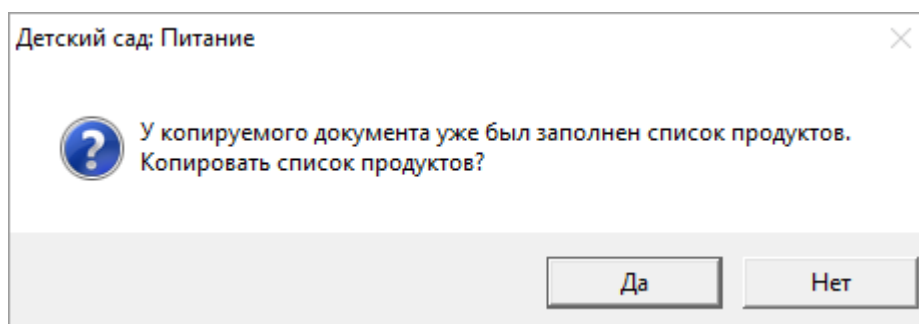 Детский сад: Питание
У копируемого документа уже был заполнен список продуктов.
Копировать список продуктов?
Да
Нет